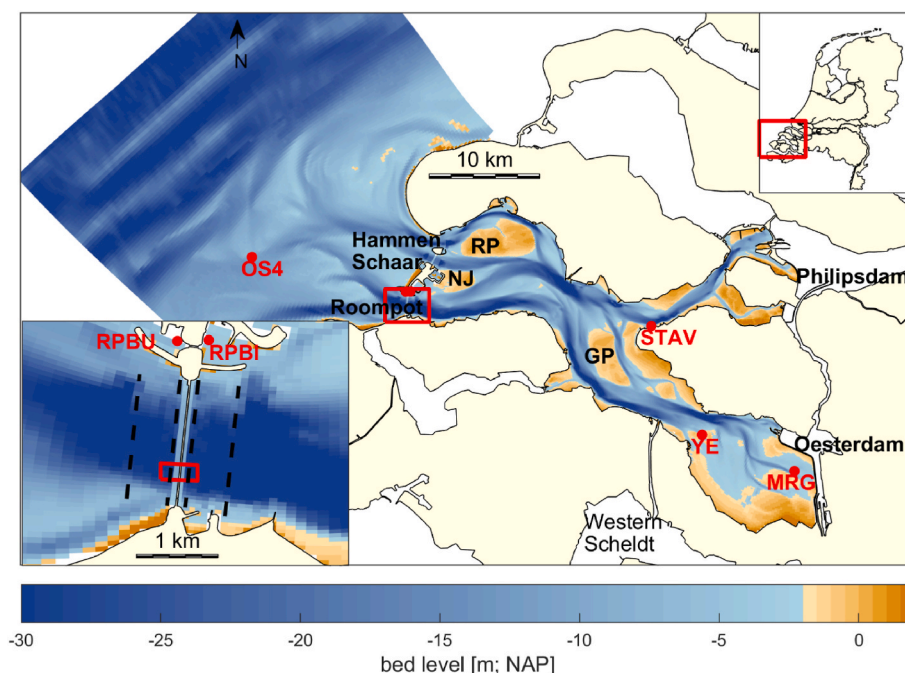 N
10 km
Hammen
RP
Schaar
NJ
OS4
Philipsdam
Roompot
STAV
RPBU
RPBI
GP
Oesterdam
YE
MRG
Western
Scheldt
1 km
-30
-25
-20
-15
-10
-5
0
bed level [m; NAP]